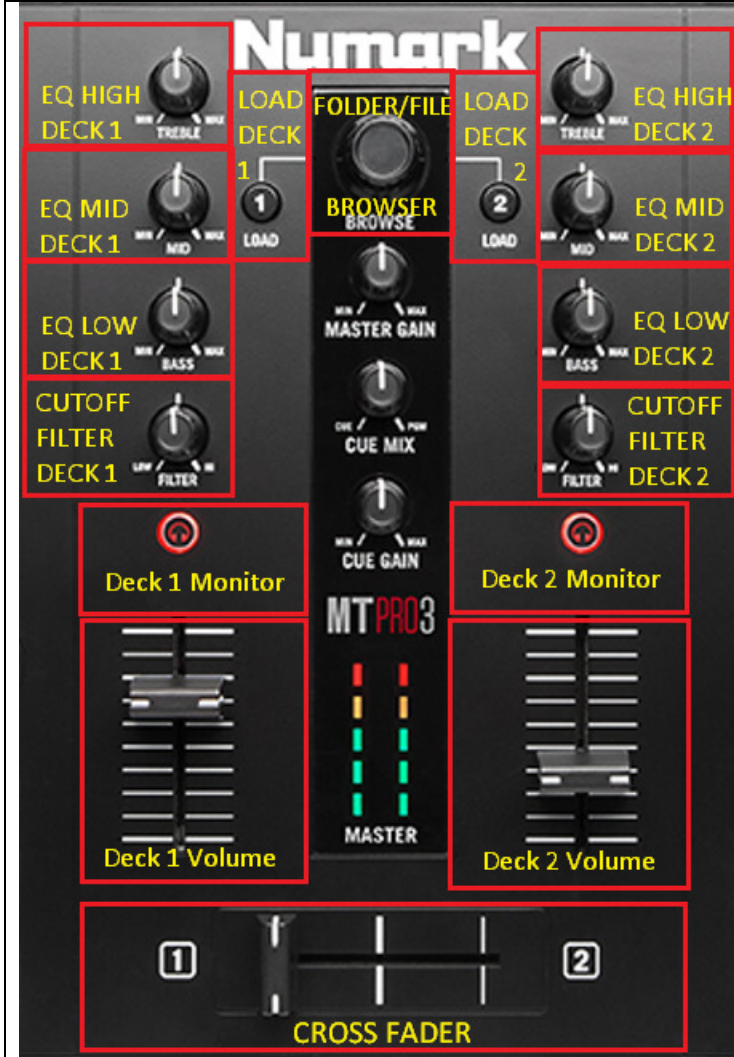 Numark
EQ HIGH
DECK 1
MIN MAX
TREBLE
LOAD
DECK
1
FOLDER/FILE
BROWSER
BROWSE
LOAD
DECK
2
EQ HIGH
DECK 2
MIN MAX
TREBLE
EQ MID
DECK 1
MIN MAX
MID
1
LOAD
2
LOAD
EQ MID
DECK 2
MIN MAX
MID
EQ LOW
DECK 1
MIN MAX
BASS
MIN MAX
MASTER GAIN
EQ LOW
DECK 2
MIN MAX
BASS
CUTOFF
FILTER
DECK 1
LOW HI
FILTER
CUE PGM
CUE MIX
CUTOFF
FILTER
DECK 2
LOW HI
FILTER
MIN MAX
CUE GAIN
Deck 1 Monitor
Deck 2 Monitor
MTPRO3
MASTER
Deck 1 Volume
Deck 2 Volume
1
2
CROSS FADER